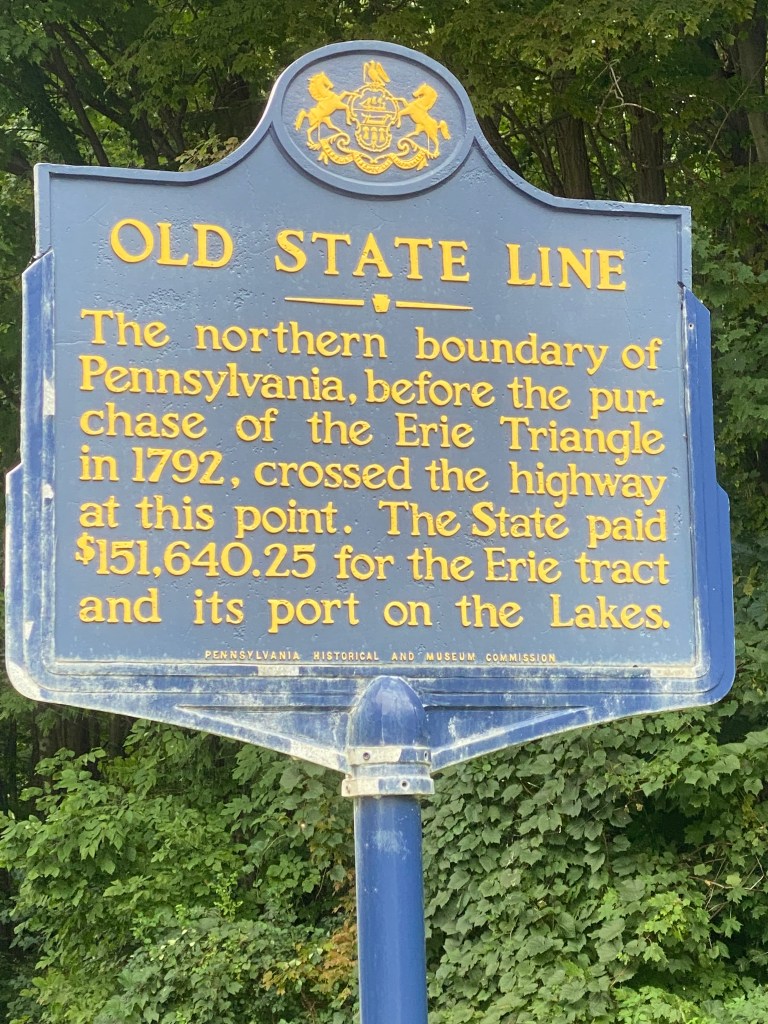 OLD STATE LINE
The northern boundary of
Pennsylvania, before the pur-
chase of the Erie Triangle
in 1792, crossed the highway
at this point. The State paid
$151,640.25 for the Erie tract
and its port on the Lakes.
PENNSYLVANIA HISTORICAL AND MUSEUM COMMISSION